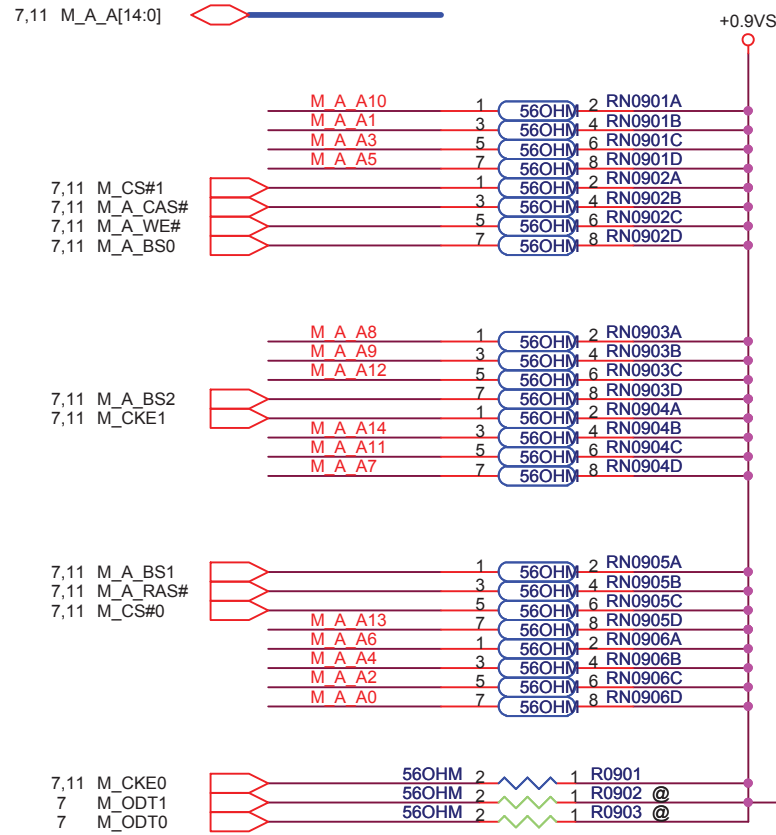 7,11 M_A_A[14:0]
+0.9VS
M_A_A10 1 56OHM 2 RN0901A
M_A_A1 3 56OHM 4 RN0901B
M_A_A3 5 56OHM 6 RN0901C
M_A_A5 7 56OHM 8 RN0901D
7,11 M_CS#1 1 56OHM 2 RN0902A
7,11 M_A_CAS# 3 56OHM 4 RN0902B
7,11 M_A_WE# 5 56OHM 6 RN0902C
7,11 M_A_BS0 7 56OHM 8 RN0902D
M_A_A8 1 56OHM 2 RN0903A
M_A_A9 3 56OHM 4 RN0903B
M_A_A12 5 56OHM 6 RN0903C
7,11 M_A_BS2 7 56OHM 8 RN0903D
7,11 M_CKE1 1 56OHM 2 RN0904A
M_A_A14 3 56OHM 4 RN0904B
M_A_A11 5 56OHM 6 RN0904C
M_A_A7 7 56OHM 8 RN0904D
7,11 M_A_BS1 1 56OHM 2 RN0905A
7,11 M_A_RAS# 3 56OHM 4 RN0905B
7,11 M_CS#0 5 56OHM 6 RN0905C
M_A_A13 7 56OHM 8 RN0905D
M_A_A6 1 56OHM 2 RN0906A
M_A_A4 3 56OHM 4 RN0906B
M_A_A2 5 56OHM 6 RN0906C
M_A_A0 7 56OHM 8 RN0906D
7,11 M_CKE0 56OHM 2 1 R0901
7 M_ODT1 56OHM 2 1 R0902 @
7 M_ODT0 56OHM 2 1 R0903 @